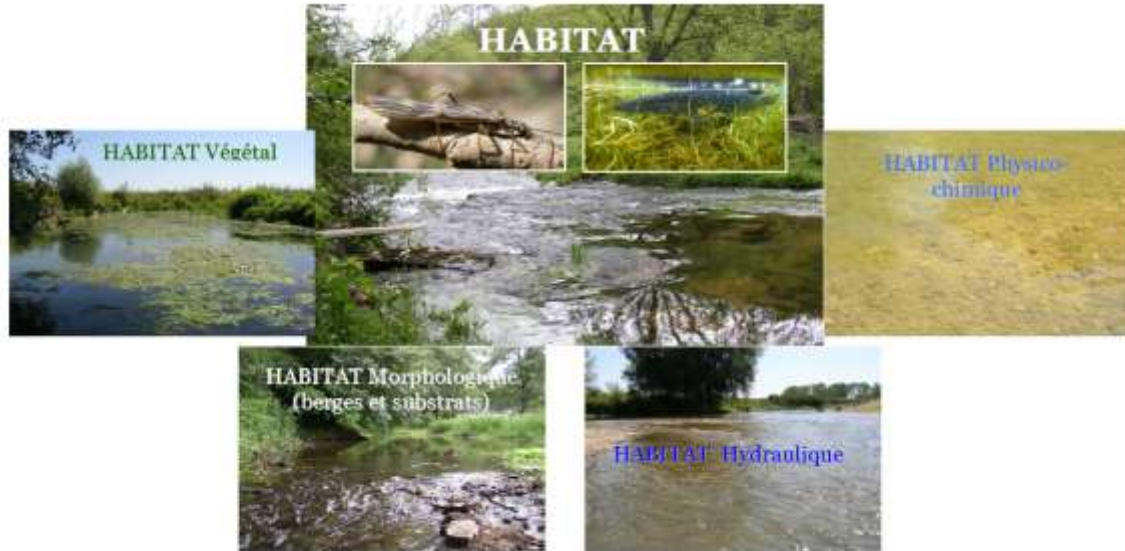 HABITAT
HABITAT Végétal
HABITAT Physico-
chimique
HABITAT Morphologique
(berges et substrats)
HABITAT Hydraulique